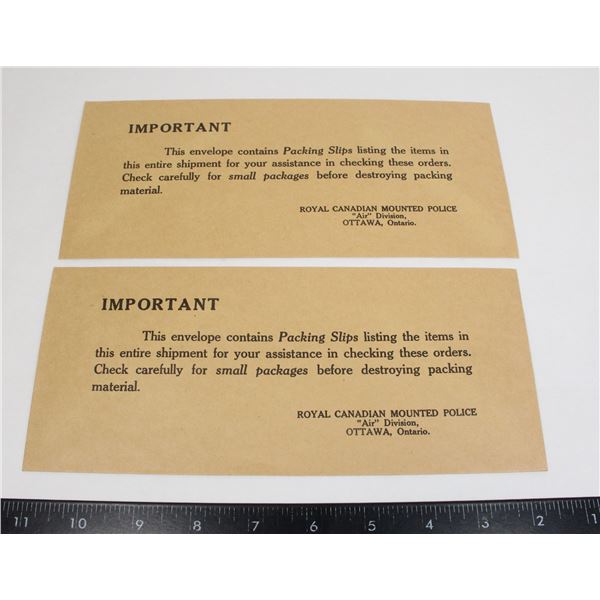 IMPORTANT
This envelope contains Packing Slips listing the items in
this entire shipment for your assistance in checking these orders.
Check carefully for small packages before destroying packing
material.
ROYAL CANADIAN MOUNTED POLICE
"Air" Division,
OTTAWA, Ontario.
IMPORTANT
This envelope contains Packing Slips listing the items in
this entire shipment for your assistance in checking these orders.
Check carefully for small packages before destroying packing
material.
ROYAL CANADIAN MOUNTED POLICE
"Air" Division,
OTTAWA, Ontario.
11 10 9 8 7 6 5 4 3 2 1